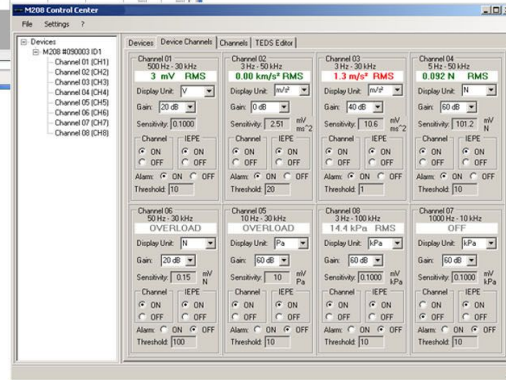 M208 Control Center
File Settings ?
Devices
M208 #090003 ID1
Channel 01 (CH1)
Channel 02 (CH2)
Channel 03 (CH3)
Channel 04 (CH4)
Channel 05 (CH5)
Channel 06 (CH6)
Channel 07 (CH7)
Channel 08 (CH8)
Devices Device Channels Channels TEDS Editor
Channel 01
500 Hz - 30 kHz
3 mV RMS
Display Unit: V
Gain: 20 dB
Sensitivity: 0.1000
Channel IEPE
ON ON
OFF OFF
Alarm: ON OFF
Threshold: 10
Channel 02
3 Hz - 50 kHz
0.00 km/s² RMS
Display Unit: m/s²
Gain: 0 dB
Sensitivity: 2.51 mV ms^2
Channel IEPE
ON ON
OFF OFF
Alarm: ON OFF
Threshold: 20
Channel 03
3 Hz - 30 kHz
1.3 m/s² RMS
Display Unit: m/s²
Gain: 40 dB
Sensitivity: 10.6 mV ms^2
Channel IEPE
ON ON
OFF OFF
Alarm: ON OFF
Threshold: 1
Channel 04
5 Hz - 50 kHz
0.092 N RMS
Display Unit: N
Gain: 60 dB
Sensitivity: 101.2 mV N
Channel IEPE
ON ON
OFF OFF
Alarm: ON OFF
Threshold: 10
Channel 06
50 Hz - 30 kHz
OVERLOAD
Display Unit: N
Gain: 20 dB
Sensitivity: 0.15 mV N
Channel IEPE
ON ON
OFF OFF
Alarm: ON OFF
Threshold: 100
Channel 05
10 Hz - 30 kHz
OVERLOAD
Display Unit: Pa
Gain: 60 dB
Sensitivity: 10 mV Pa
Channel IEPE
ON ON
OFF OFF
Alarm: ON OFF
Threshold: 10
Channel 08
3 Hz - 100 kHz
14.4 kPa RMS
Display Unit: kPa
Gain: 60 dB
Sensitivity: 0.1000 mV kPa
Channel IEPE
ON ON
OFF OFF
Alarm: ON OFF
Threshold: 10
Channel 07
1000 Hz - 10 kHz
OFF
Display Unit: kPa
Gain: 60 dB
Sensitivity: 0.1000 mV kPa
Channel IEPE
ON ON
OFF OFF
Alarm: ON OFF
Threshold: 10